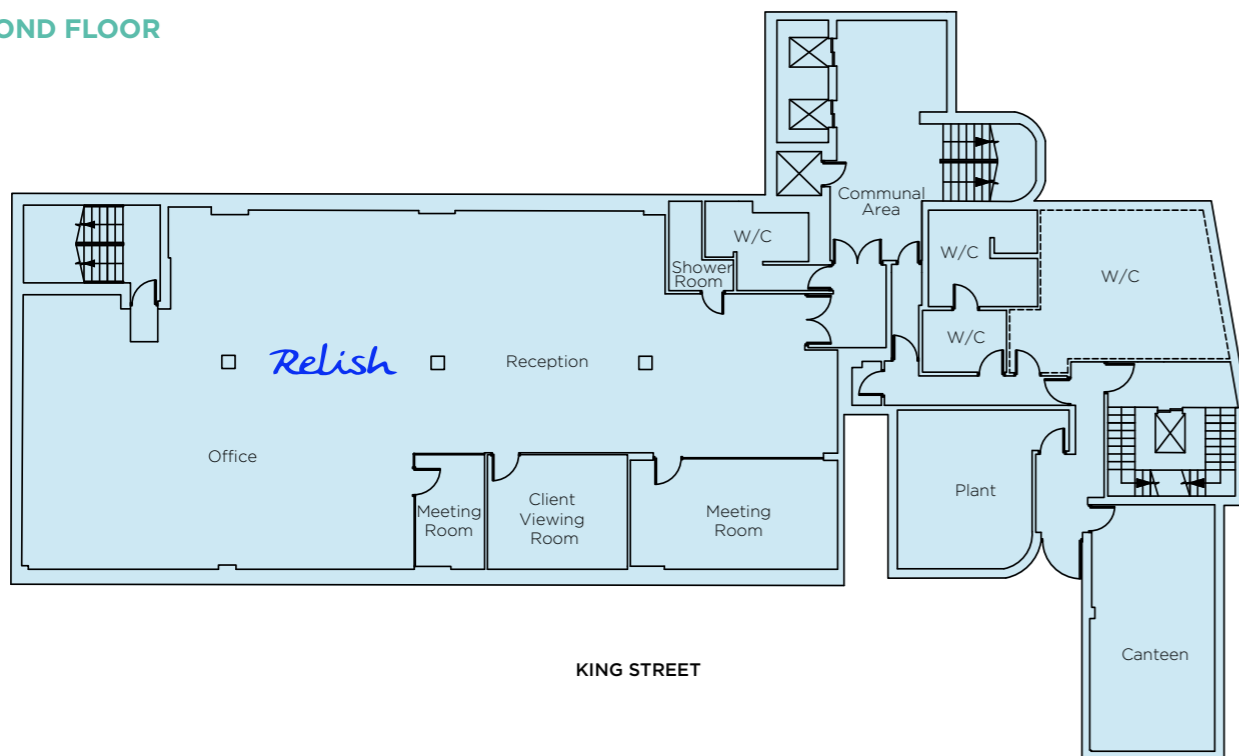 OND FLOOR
Communal
Area
W/C
W/C
W/C
Shower
Room
W/C
Relish
Reception
Office
Meeting
Room
Client
Viewing
Room
Meeting
Room
Plant
Canteen
KING STREET